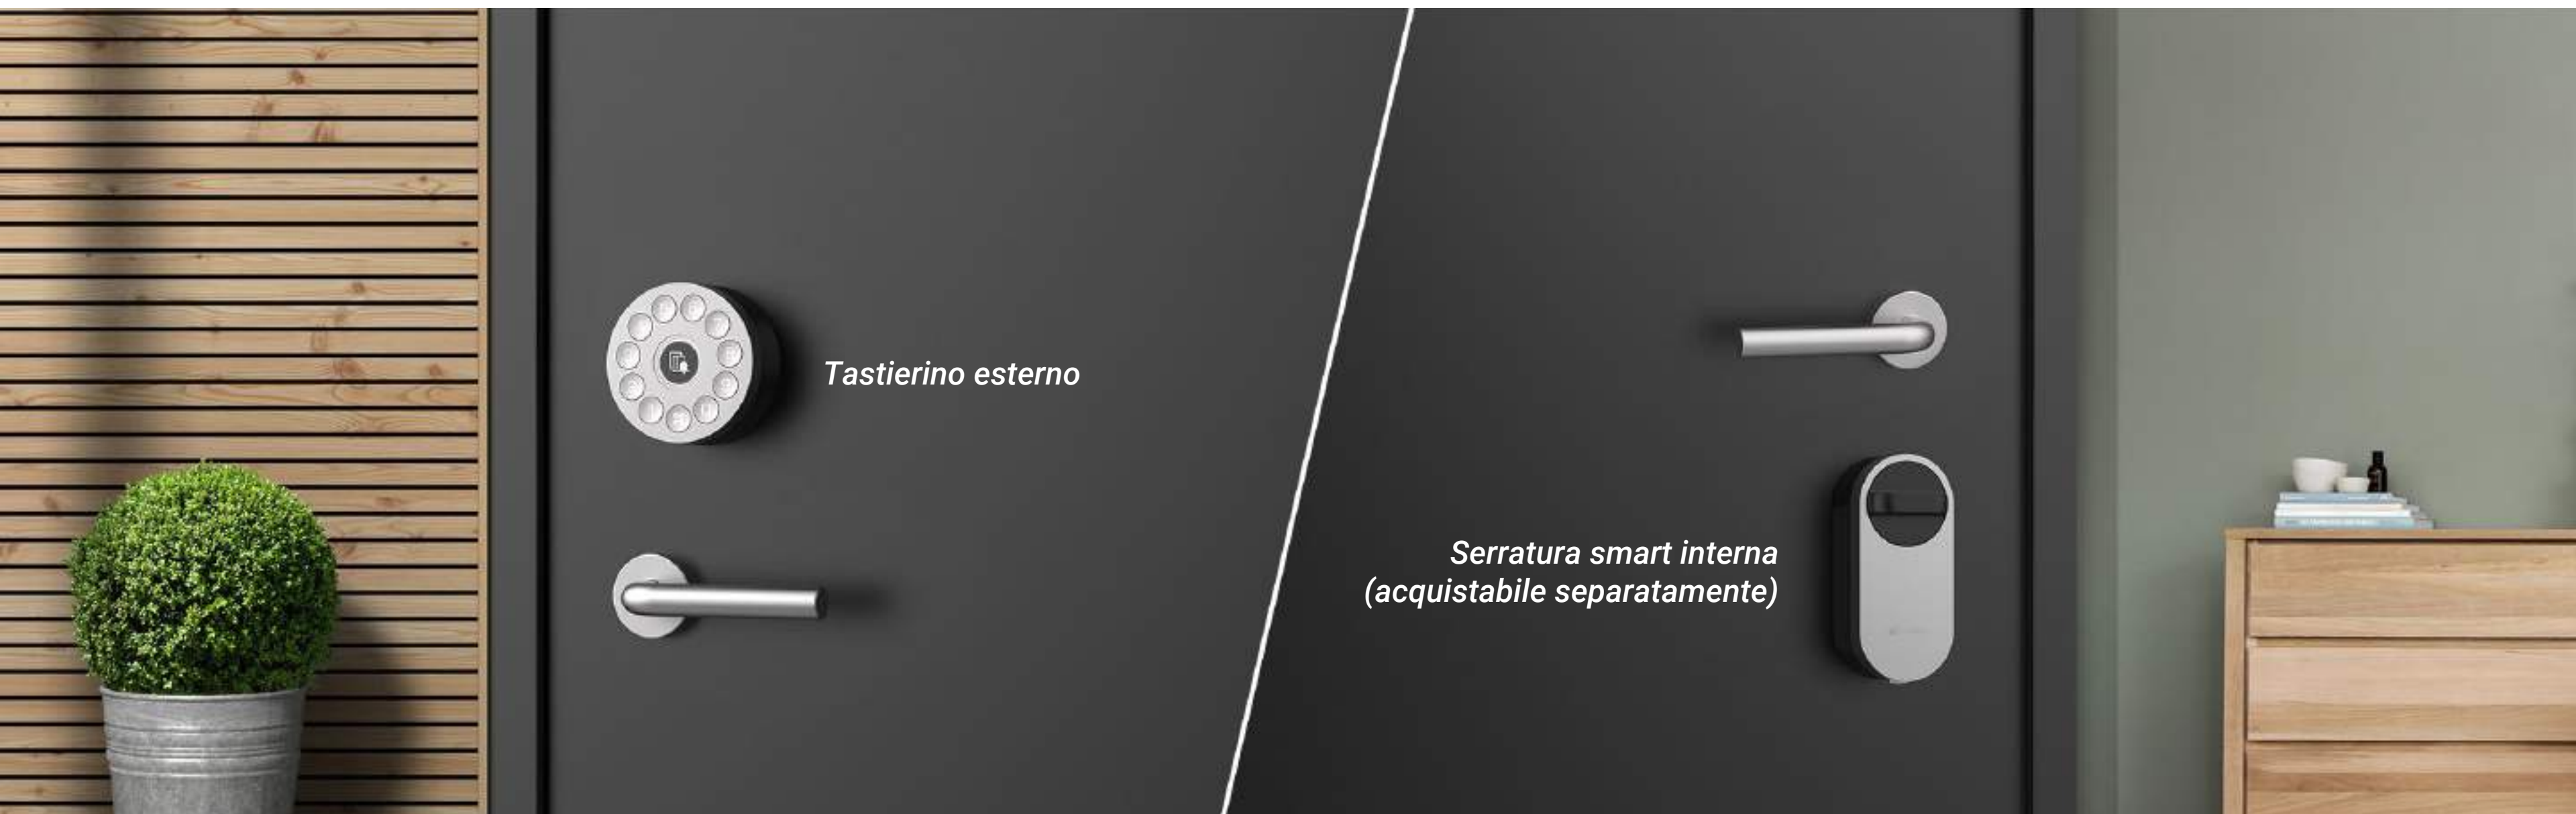 Tastierino esterno
Serratura smart interna
(acquistabile separatamente)